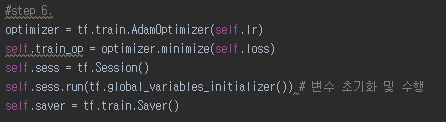 #step 6.
optimizer = tf.train.AdamOptimizer(self.lr)
self.train_op = optimizer.minimize(self.loss)
self.sess = tf.Session()
self.sess.run(tf.global_variables_initializer()) # 변수 초기화 및 수행
self.saver = tf.train.Saver()